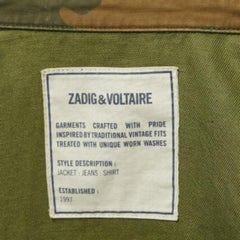 ZADIG & VOLTAIRE
GARMENTS CRAFTED WITH PRIDE
INSPIRED BY TRADITIONAL VINTAGE FITS
TREATED WITH UNIQUE WORN WASHES
STYLE DESCRIPTION :
JACKET : JEANS : SHIRT
ESTABLISHED :
1997